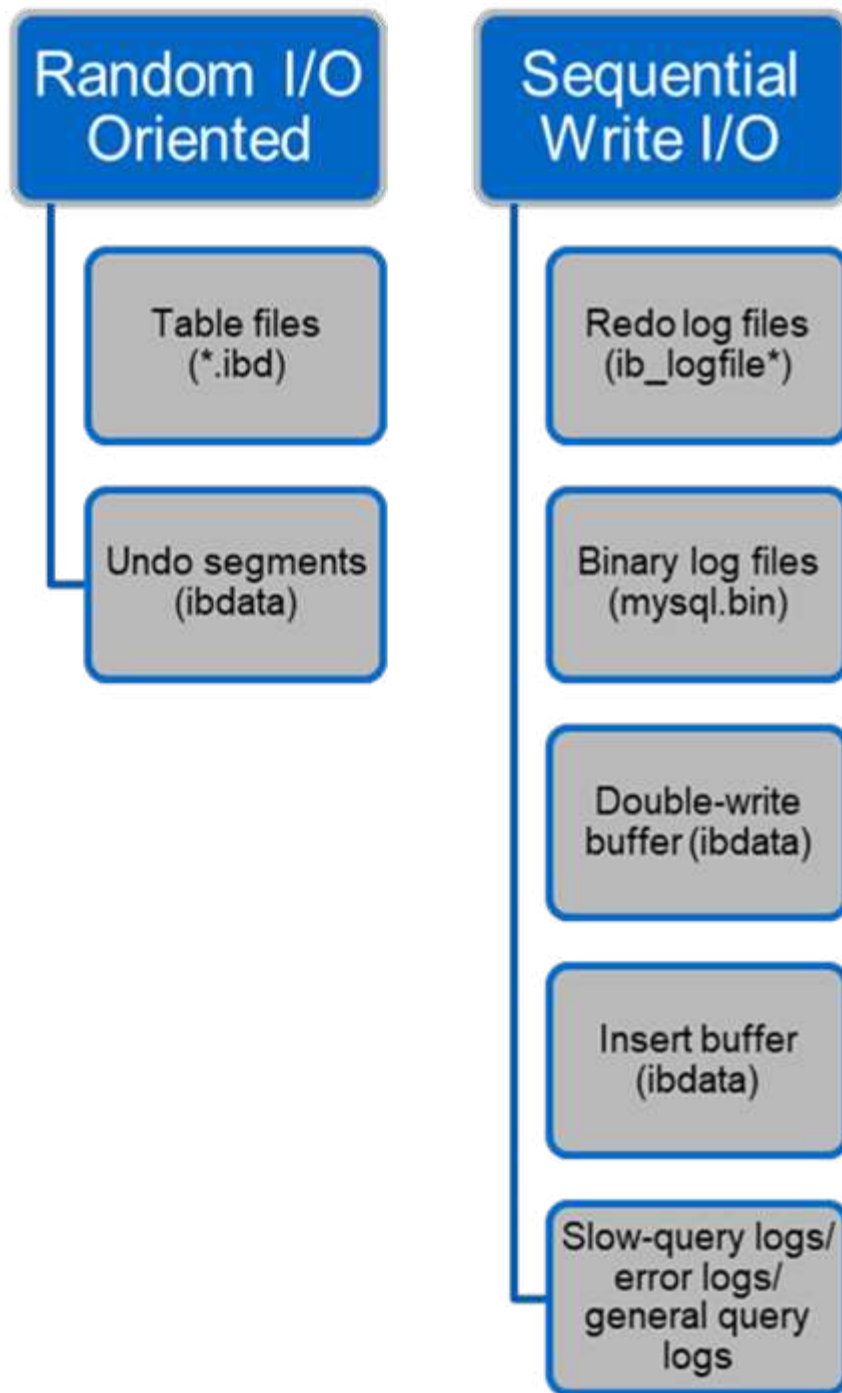 Random I/O
Oriented
Table files
(*.ibd)
Undo segments
(ibdata)
Sequential
Write I/O
Redo log files
(ib_logfile*)
Binary log files
(mysql.bin)
Double-write
buffer (ibdata)
Insert buffer
(ibdata)
Slow-query logs/
error logs/
general query
logs